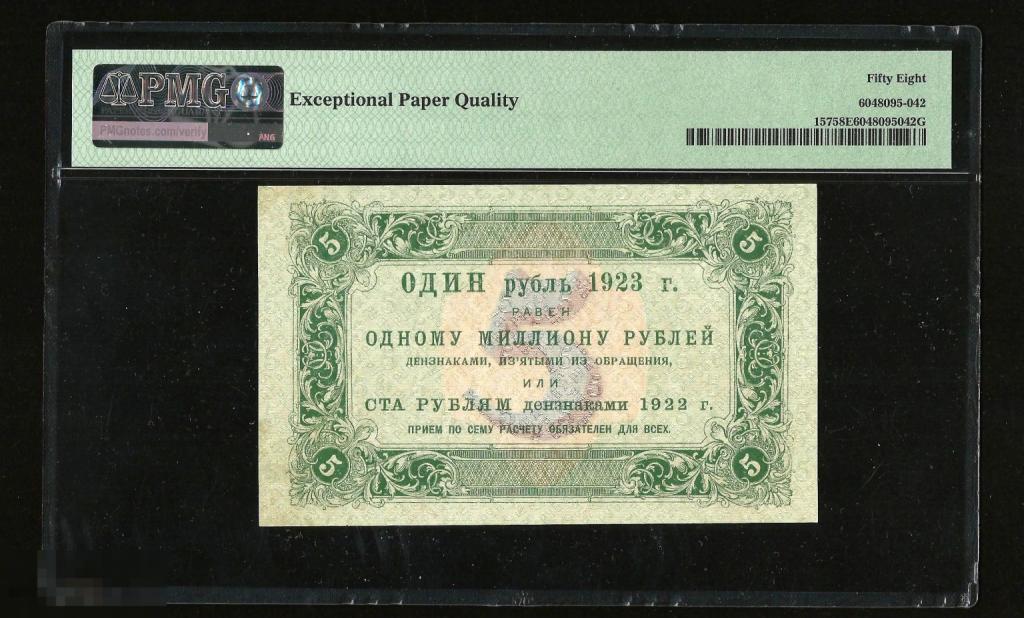 PMG
PMGnotes.com/verify
ANG
Exceptional Paper Quality
Fifty Eight
6048095-042
15758E6048095042G
5 5
ОДИН рубль 1923 г.
РАВЕН
ОДНОМУ МИЛЛИОНУ РУБЛЕЙ
ДЕНЗНАКАМИ, ИЗ'ЯТЫМИ ИЗ ОБРАЩЕНИЯ,
ИЛИ
СТА РУБЛЯМ дензнаками 1922 г.
ПРИЕМ ПО СЕМУ РАСЧЕТУ ОБЯЗАТЕЛЕН ДЛЯ ВСЕХ.
5
5 5